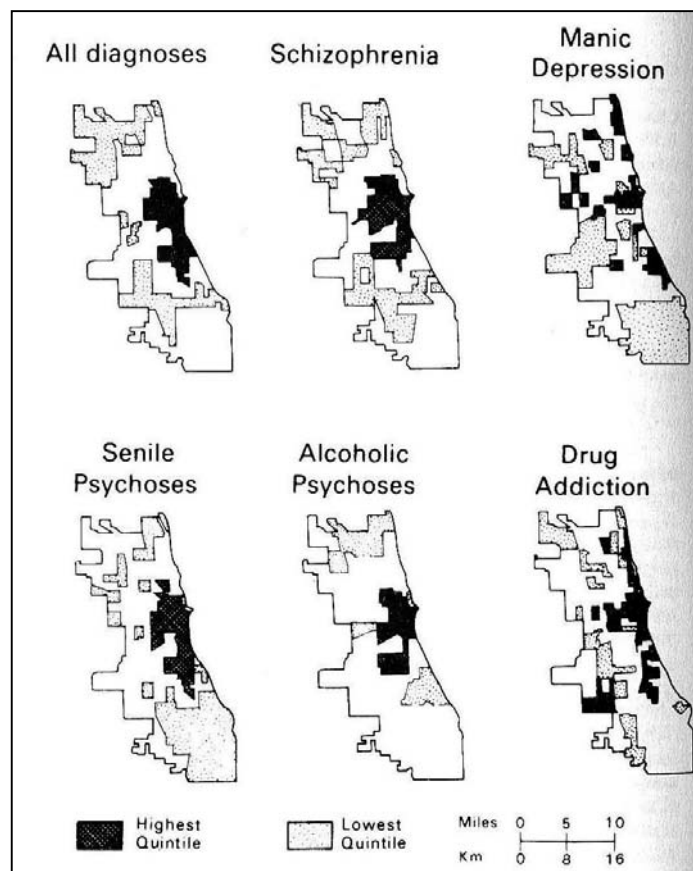 All diagnoses
Schizophrenia
Manic
Depression
Senile
Psychoses
Alcoholic
Psychoses
Drug
Addiction
Highest
Quintile
Lowest
Quintile
Miles 0 5 10
Km 0 8 16